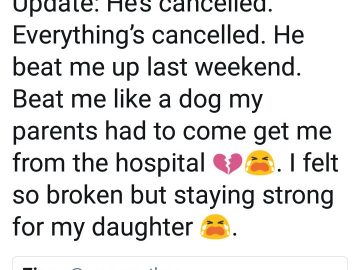 Update: He's cancelled.
Everything's cancelled. He
beat me up last weekend.
Beat me like a dog my
parents had to come get me
from the hospital 💔😭. I felt
so broken but staying strong
for my daughter 😭.